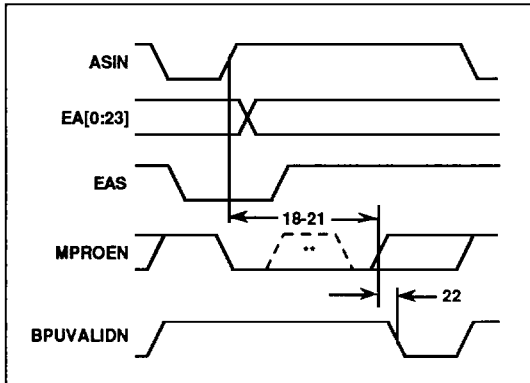 ASIN
EA[0:23]
EAS
18-21
MPROEN
**
22
BPUVALIDN